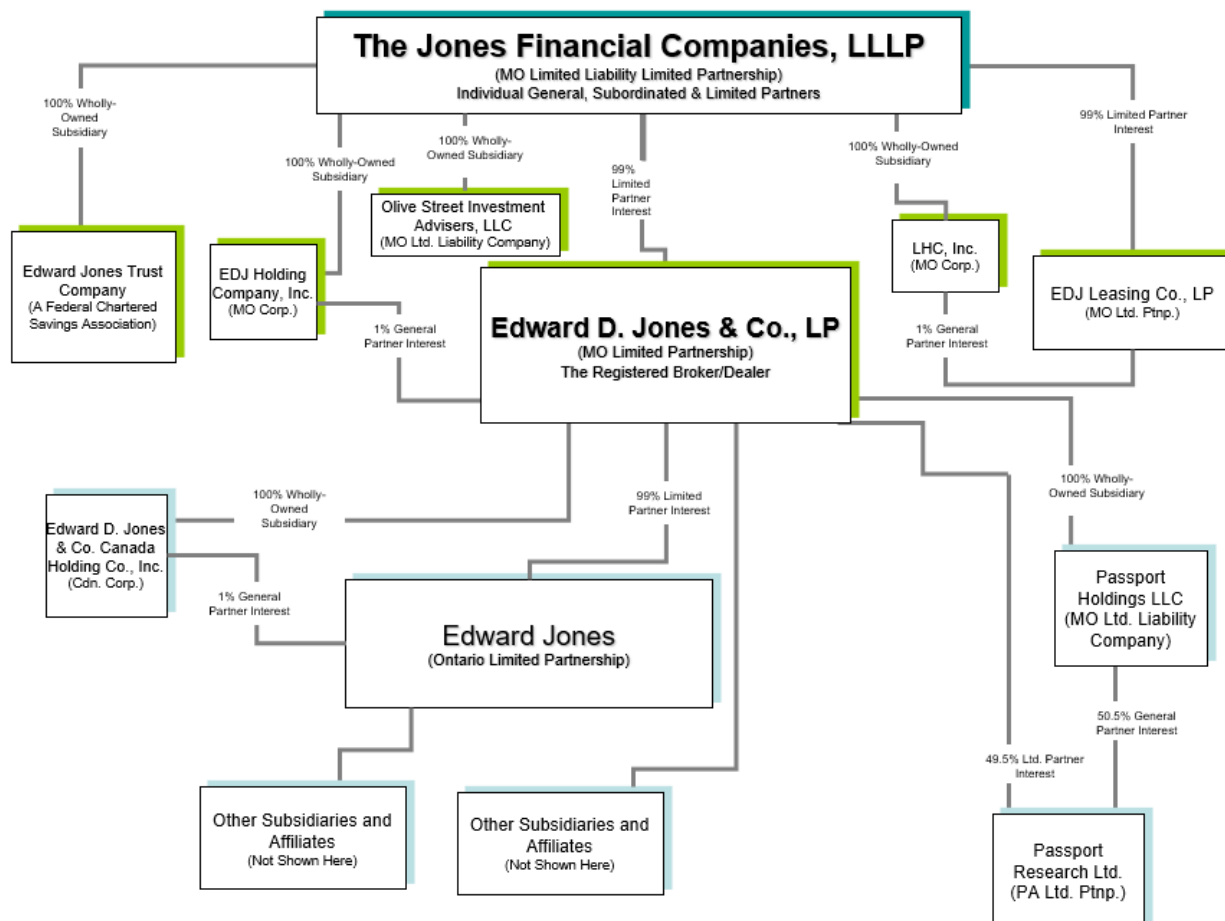 The Jones Financial Companies, LLLP
(MO Limited Liability Limited Partnership)
Individual General, Subordinated & Limited Partners
100% Wholly-
Owned
Subsidiary
100% Wholly-Owned
Subsidiary
100% Wholly-
Owned Subsidiary
99%
Limited
Partner
Interest
100% Wholly-Owned
Subsidiary
99% Limited Partner
Interest
Edward Jones Trust
Company
(A Federal Chartered
Savings Association)
EDJ Holding
Company, Inc.
(MO Corp.)
Olive Street Investment
Advisers, LLC
(MO Ltd. Liability Company)
LHC, Inc.
(MO Corp.)
EDJ Leasing Co., LP
(MO Ltd. Ptnp.)
1% General
Partner Interest
Edward D. Jones & Co., LP
(MO Limited Partnership)
The Registered Broker/Dealer
1% General
Partner Interest
100% Wholly-
Owned
Subsidiary
99% Limited
Partner Interest
100% Wholly-
Owned Subsidiary
Edward D. Jones
& Co. Canada
Holding Co., Inc.
(Cdn. Corp.)
1% General
Partner Interest
Edward Jones
(Ontario Limited Partnership)
Passport
Holdings LLC
(MO Ltd. Liability
Company)
50.5% General
Partner Interest
49.5% Ltd. Partner
Interest
Other Subsidiaries and
Affiliates
(Not Shown Here)
Other Subsidiaries and
Affiliates
(Not Shown Here)
Passport
Research Ltd.
(PA Ltd. Ptnp.)